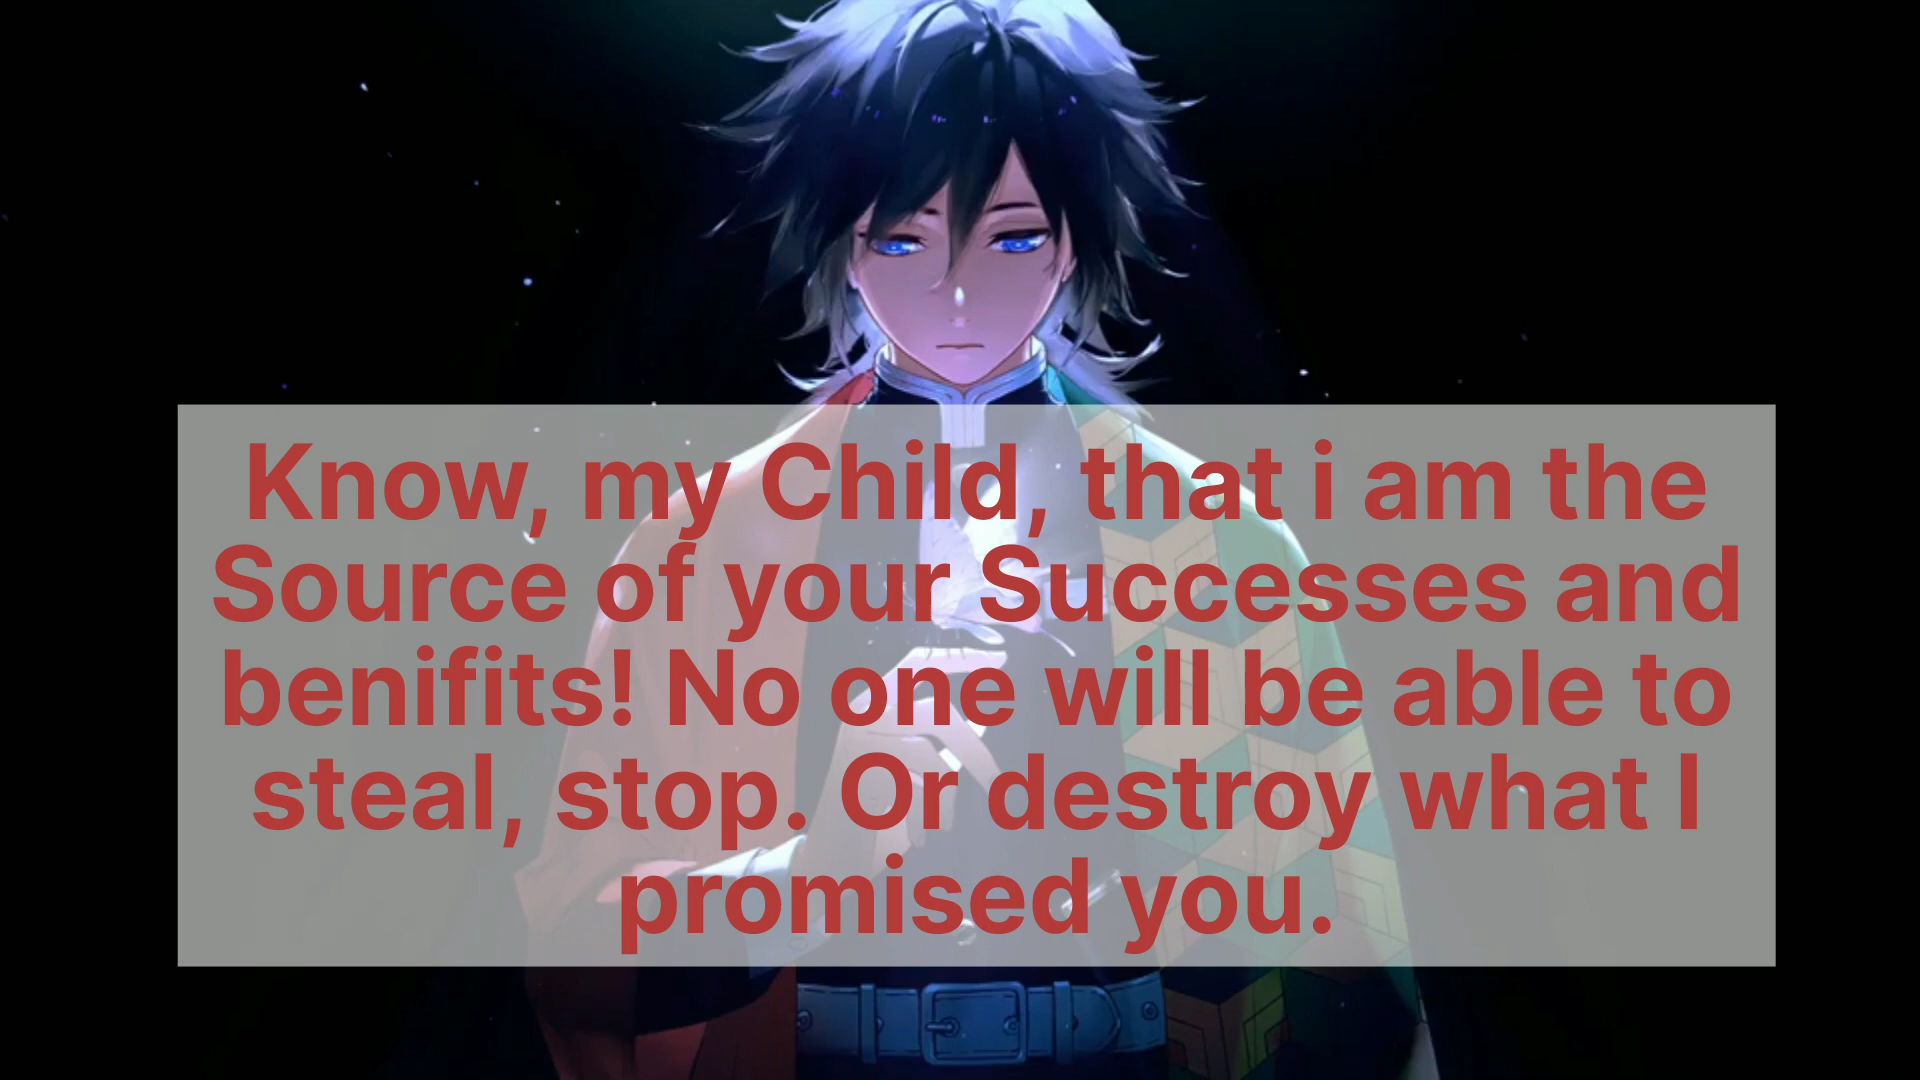 Know, my Child, that i am the
Source of your Successes and
benifits! No one will be able to
steal, stop. Or destroy what I
promised you.